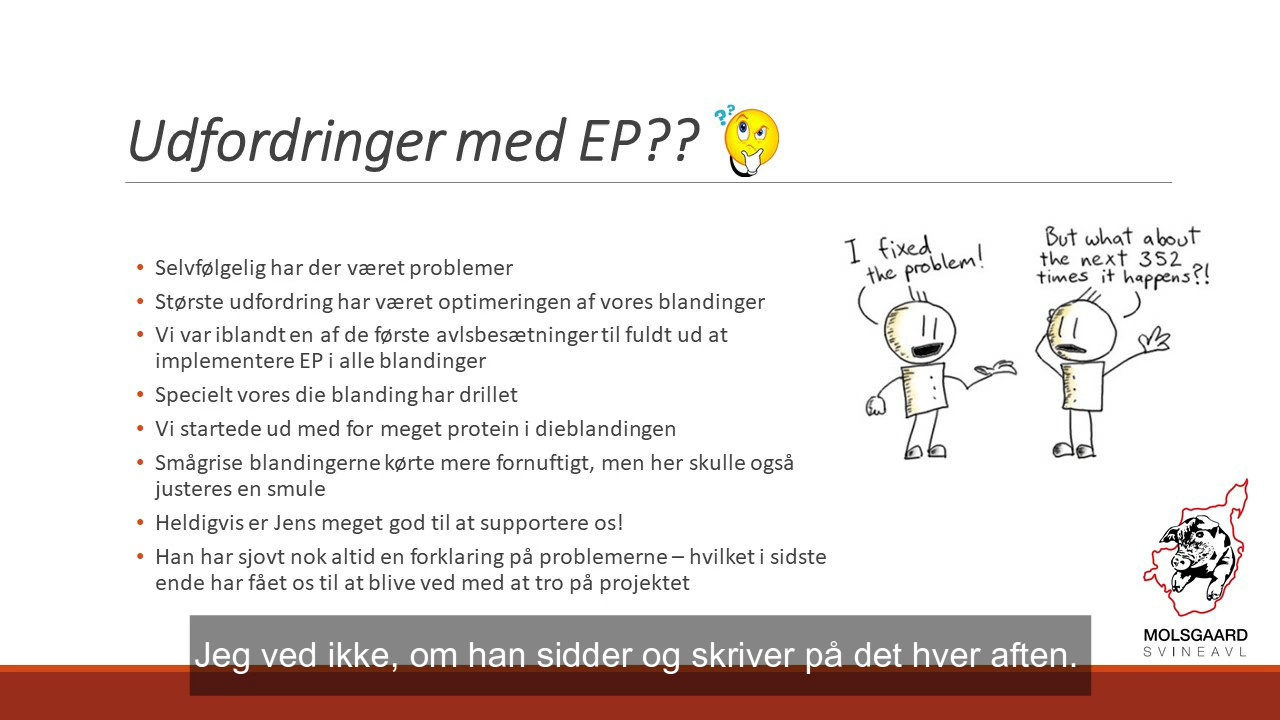 Udfordringer med EP??
??
• Selvfølgelig har der været problemer
• Største udfordring har været optimeringen af vores blandinger
• Vi var iblandt en af de første avlsbesætninger til fuldt ud at
implementere EP i alle blandinger
• Specielt vores die blanding har drillet
• Vi startede ud med for meget protein i dieblandingen
• Smågrise blandingerne kørte mere fornuftigt, men her skulle også
justeres en smule
• Heldigvis er Jens meget god til at supportere os!
• Han har sjovt nok altid en forklaring på problemerne – hvilket i sidste
ende har fået os til at blive ved med at tro på projektet
I fixed
the problem!
But what about
the next 352
times it happens?!
MOLSGAARD
SVINEAVL
Jeg ved ikke, om han sidder og skriver på det hver aften.